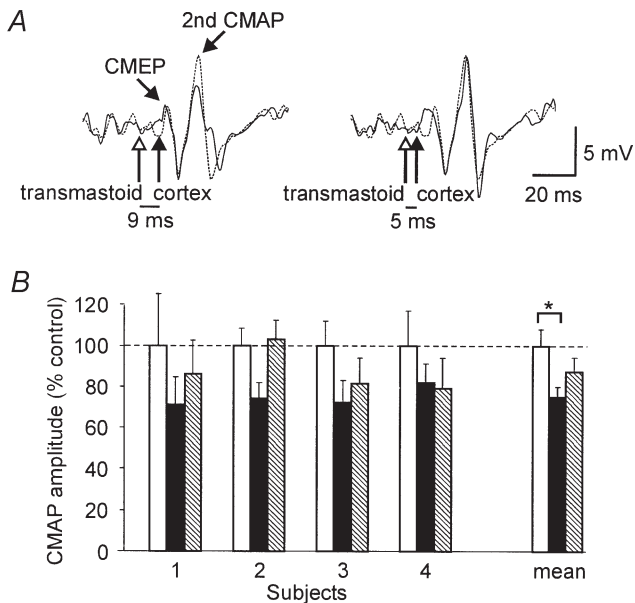 A
2nd CMAP
CMEP
5 mV
transmastoid cortex
transmastoid cortex
20 ms
9 ms
5 ms
B
CMAP amplitude (% control)
120
100
80
60
40
20
0
*
1 2 3 4 mean
Subjects